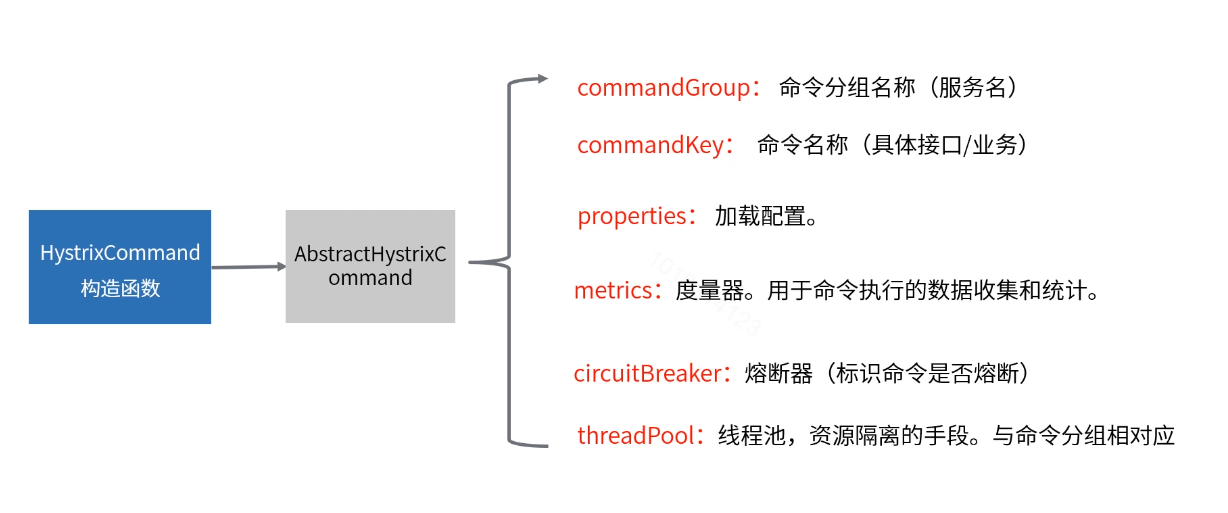 HystrixCommand
构造函数
AbstractHystrixC
ommand
commandGroup： 命令分组名称（服务名）
commandKey： 命令名称（具体接口/业务）
properties： 加载配置。
metrics：度量器。用于命令执行的数据收集和统计。
circuitBreaker：熔断器（标识命令是否熔断）
threadPool：线程池，资源隔离的手段。与命令分组相对应